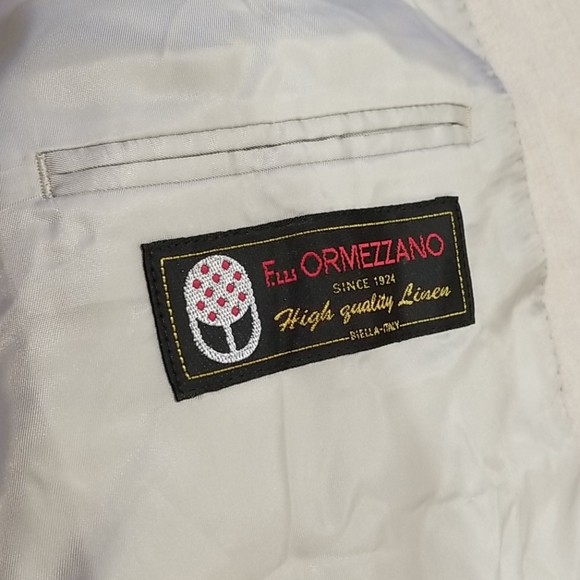 F.LLI ORMEZZANO
SINCE 1924
High quality Linen
BIELLA-ITALY